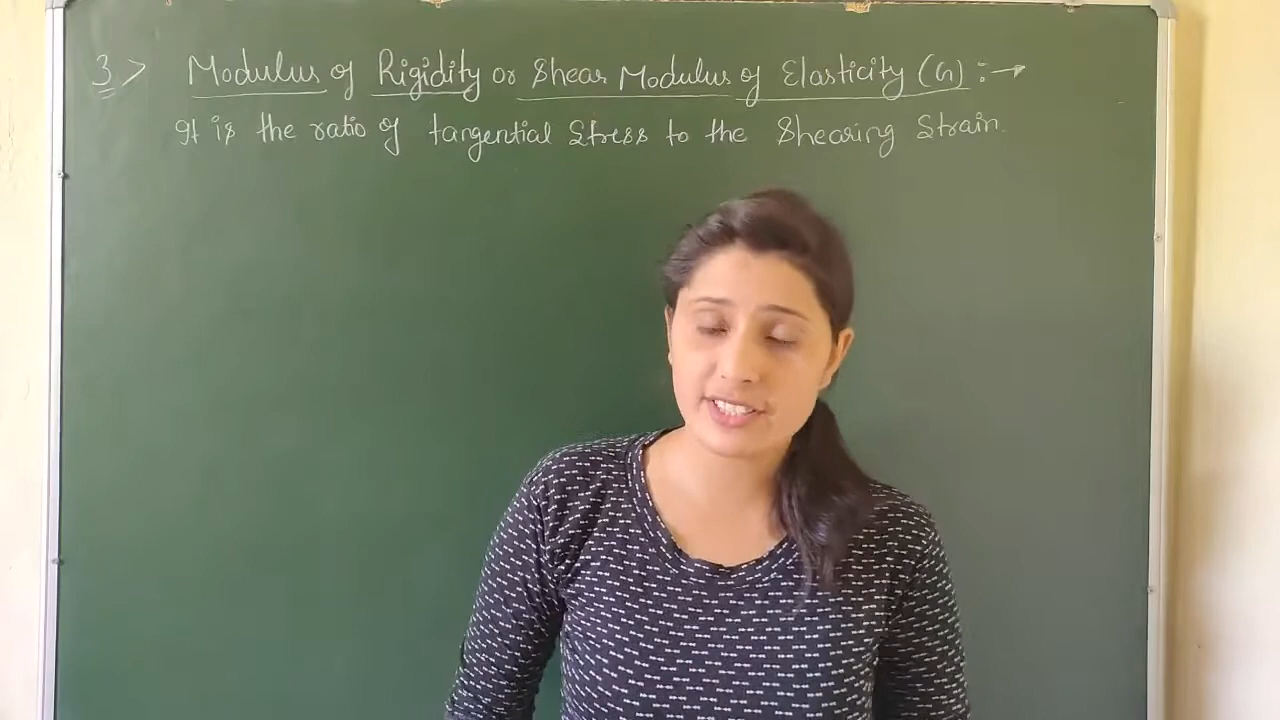 3> Modulus of Rigidity or Shear Modulus of Elasticity (G) :→
It is the ratio of tangential stress to the Shearing Strain.